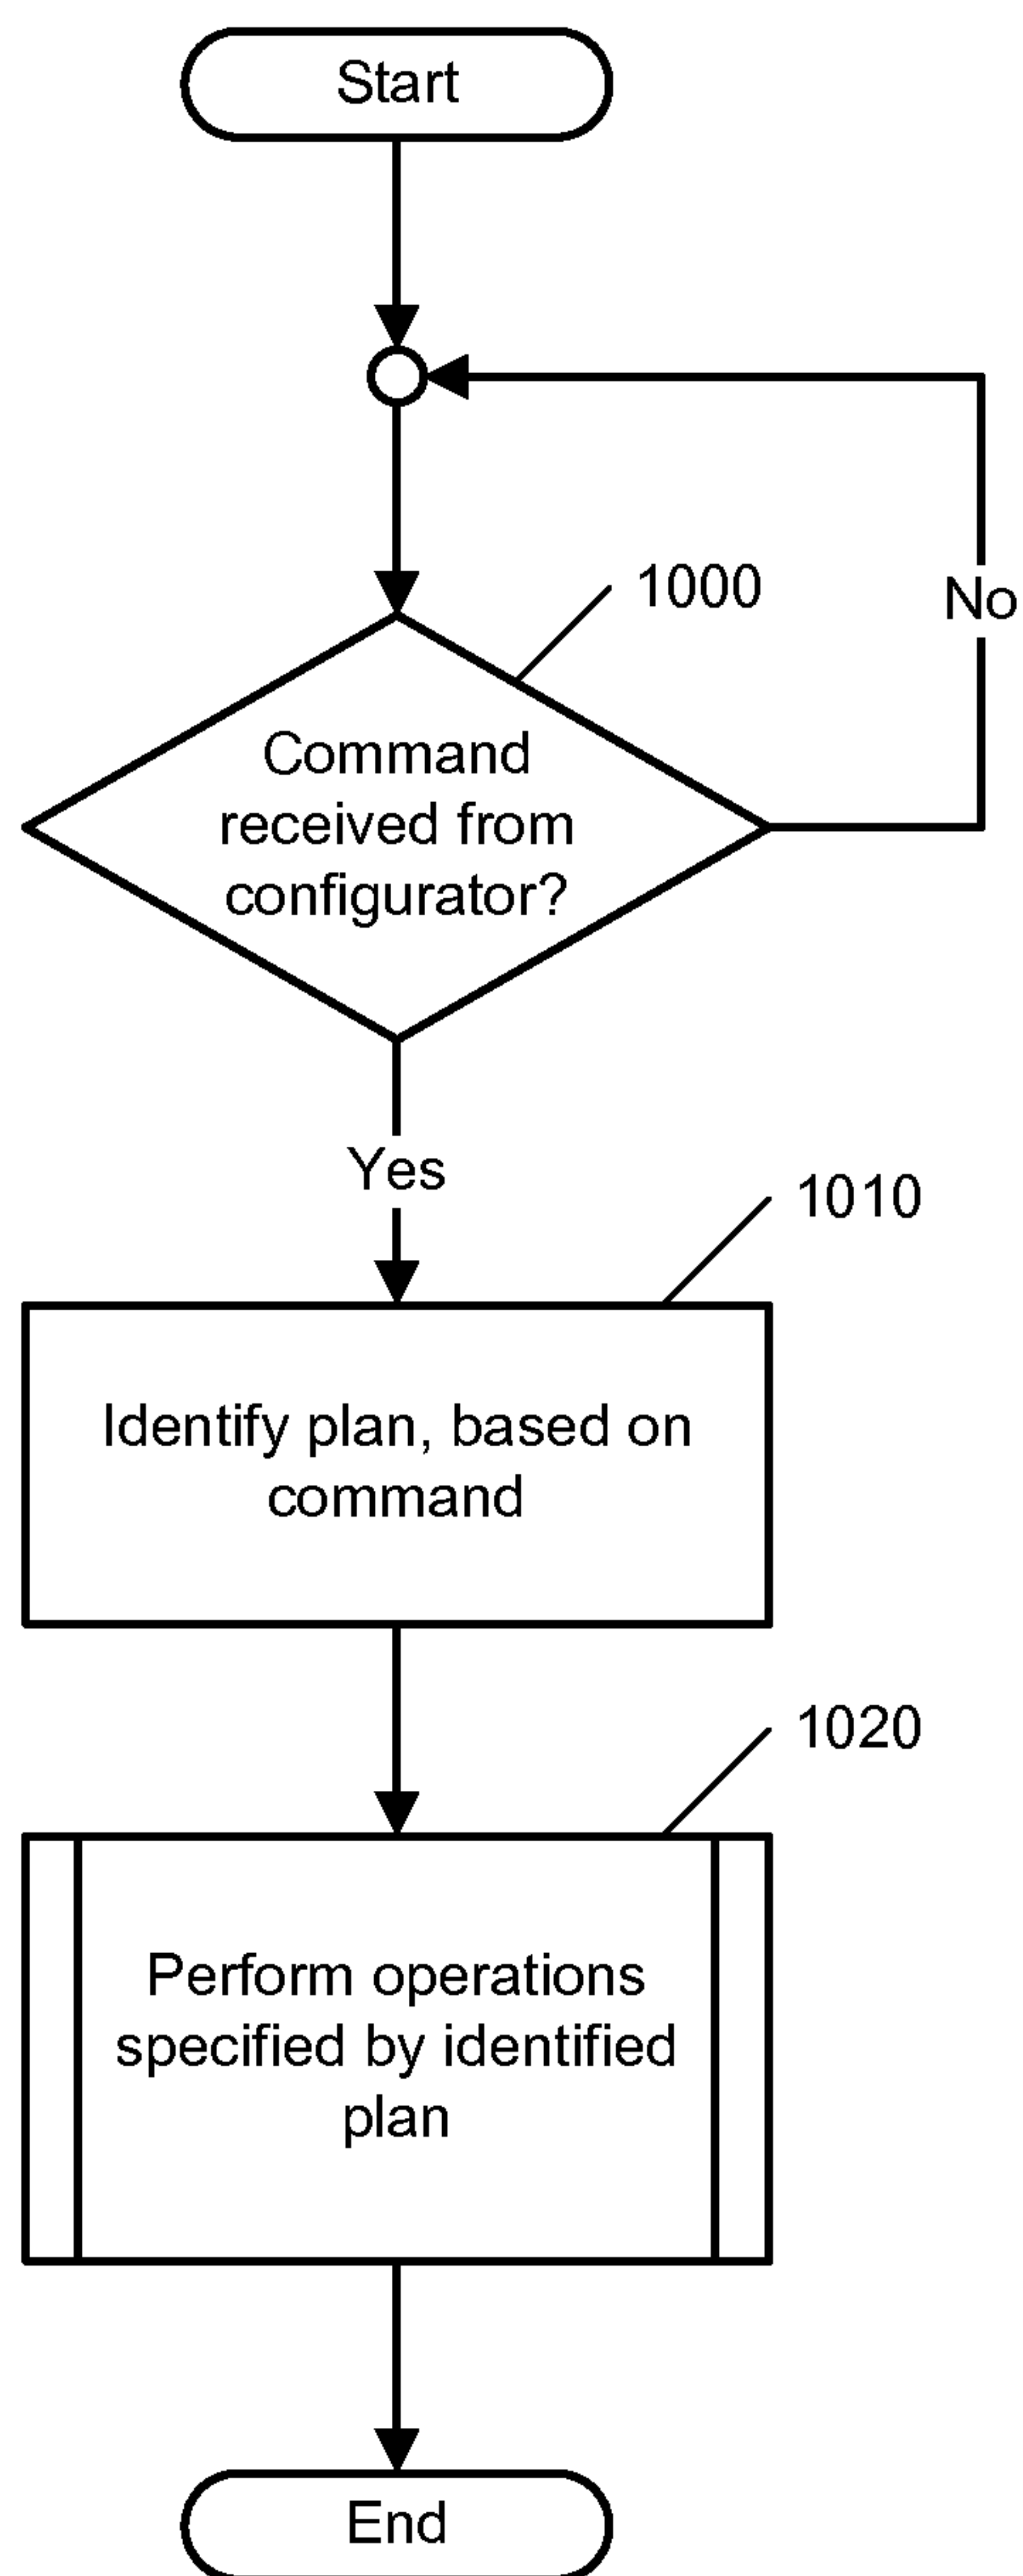 Start
1000
No
Command
received from
configurator?
Yes
1010
Identify plan, based on
command
1020
Perform operations
specified by identified
plan
End